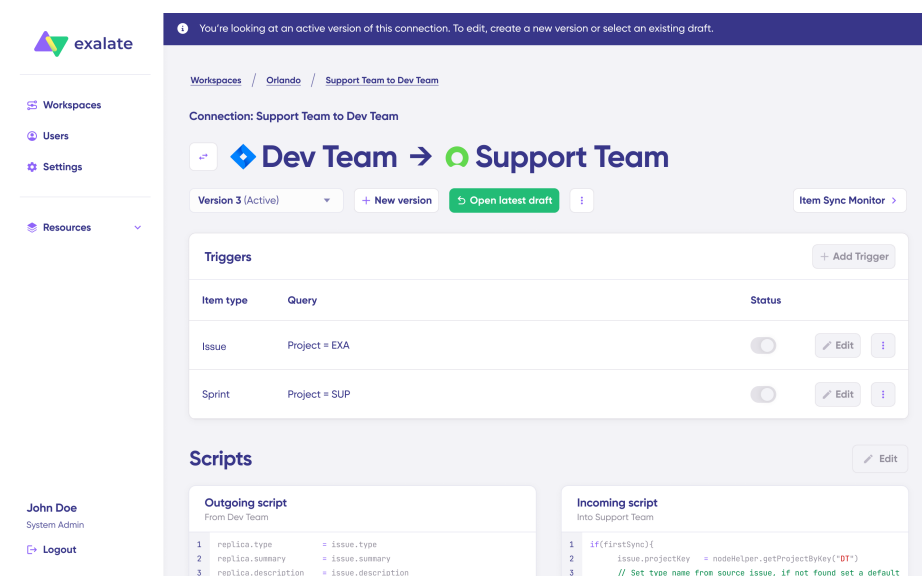 You're looking at an active version of this connection. To edit, create a new version or select an existing draft.
exalate
Workspaces
Users
Settings
Resources
John Doe
System Admin
Logout
Workspaces / Orlando / Support Team to Dev Team
Connection: Support Team to Dev Team
Dev Team → Support Team
Version 3 (Active)
+ New version
Open latest draft
Item Sync Monitor >
Triggers
+ Add Trigger
Item type Query Status
Issue Project = EXA Edit
Sprint Project = SUP Edit
Scripts
Edit
Outgoing script
From Dev Team
1 replica.type = issue.type
2 replica.summary = issue.summary
3 replica.description = issue.description
Incoming script
Into Support Team
1 if(firstSync){
2 issue.projectKey = nodeHelper.getProjectByKey("DT")
3 // Set type name from source issue, if not found set a default